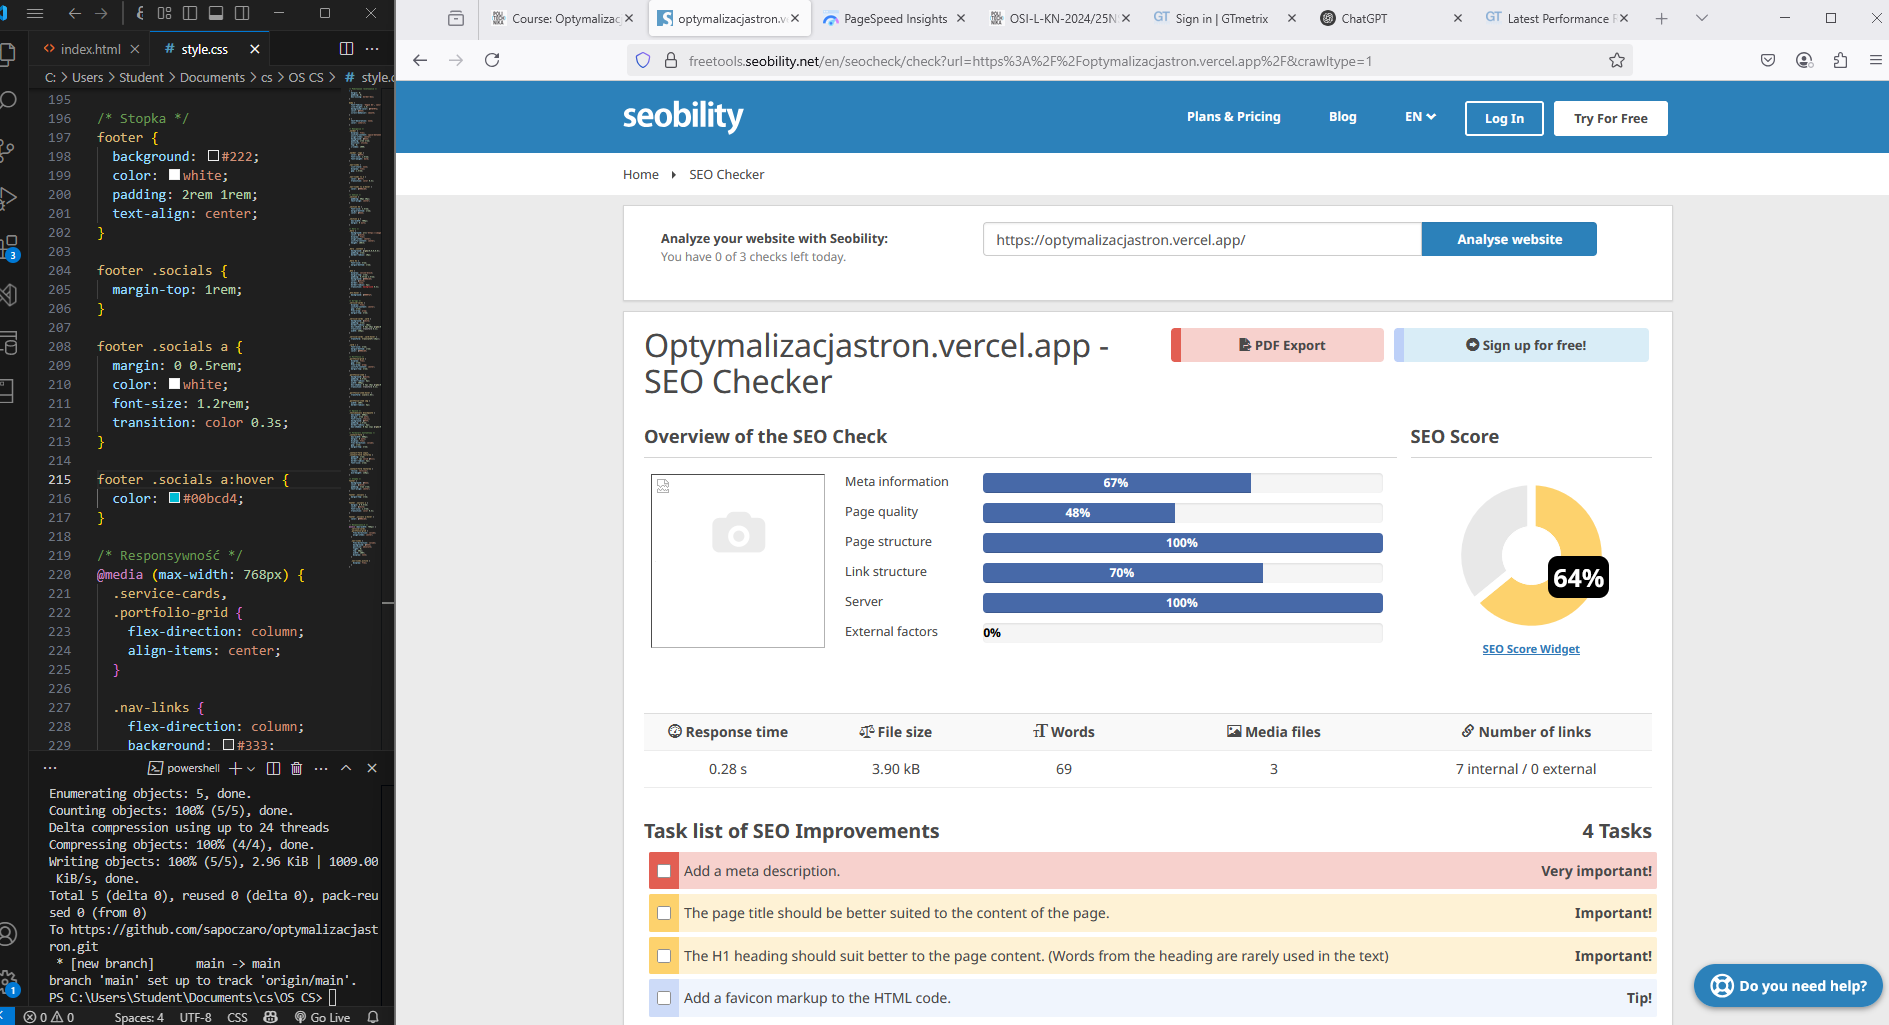 index.html
style.css
C: > Users > Student > Documents > cs > OS CS > # style.c
195
196 /* Stopka */
197 footer {
198 background: #222;
199 color: white;
200 padding: 2rem 1rem;
201 text-align: center;
202 }
203
204 footer .socials {
205 margin-top: 1rem;
206 }
207
208 footer .socials a {
209 margin: 0 0.5rem;
210 color: white;
211 font-size: 1.2rem;
212 transition: color 0.3s;
213 }
214
215 footer .socials a:hover {
216 color: #00bcd4;
217 }
218
219 /* Responsywność */
220 @media (max-width: 768px) {
221 .service-cards,
222 .portfolio-grid {
223 flex-direction: column;
224 align-items: center;
225 }
226
227 .nav-links {
228 flex-direction: column;
229 background: #333;
3
powershell
Enumerating objects: 5, done.
Counting objects: 100% (5/5), done.
Delta compression using up to 24 threads
Compressing objects: 100% (4/4), done.
Writing objects: 100% (5/5), 2.96 KiB | 1009.00
KiB/s, done.
Total 5 (delta 0), reused 0 (delta 0), pack-reu
sed 0 (from 0)
To https://github.com/sapoczaro/optymalizacjast
ron.git
* [new branch] main -> main
branch 'main' set up to track 'origin/main'.
PS C:\Users\Student\Documents\cs\OS CS>
1
0 0 Spaces: 4 UTF-8 CSS Go Live
Course: Optymalizac
optymalizacjastron.v
PageSpeed Insights
OSI-L-KN-2024/25N
GT Sign in | GTmetrix
ChatGPT
GT Latest Performance R
freetools.seobility.net/en/seocheck/check?url=https%3A%2F%2Foptymalizacjastron.vercel.app%2F&crawltype=1
seobility
Plans & Pricing
Blog
EN
Log In
Try For Free
Home
SEO Checker
Analyze your website with Seobility:
You have 0 of 3 checks left today.
https://optymalizacjastron.vercel.app/
Analyse website
Optymalizacjastron.vercel.app -
SEO Checker
PDF Export
Sign up for free!
Overview of the SEO Check
SEO Score
Meta information 67%
Page quality 48%
Page structure 100%
Link structure 70%
Server 100%
External factors 0%
64%
SEO Score Widget
Response time File size Words Media files Number of links
0.28 s 3.90 kB 69 3 7 internal / 0 external
Task list of SEO Improvements 4 Tasks
Add a meta description. Very important!
The page title should be better suited to the content of the page. Important!
The H1 heading should suit better to the page content. (Words from the heading are rarely used in the text) Important!
Add a favicon markup to the HTML code. Tip!
Do you need help?